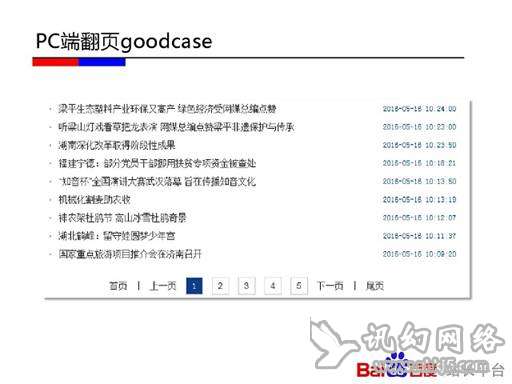 PC端翻页goodcase
· 梁平生态塑料产业环保又高产 绿色经济受网媒总编点赞 2016-05-16 10:24:00
· 听梁山灯戏看草把龙表演 网媒总编点赞梁平非遗保护与传承 2016-05-16 10:23:00
· 湖南深化改革取得阶段性成果 2016-05-16 10:23:50
· 福建宁德：部分党员干部挪用扶贫专项资金被查处 2016-05-16 10:16:21
· “知音杯”全国演讲大赛武汉落幕 旨在传播知音文化 2016-05-16 10:13:50
· 机械化割麦助农收 2016-05-16 10:13:19
· 神农架杜鹃节 高山冰雪杜鹃奇景 2016-05-16 10:12:07
· 湖北鹤峰：留守娃圆梦少年宫 2016-05-16 10:11:37
· 国家重点旅游项目推介会在济南召开 2016-05-16 10:09:20
首页 | 上一页 1 2 3 4 5 下一页 | 尾页
讯幻网络
Bai百度 站长平台